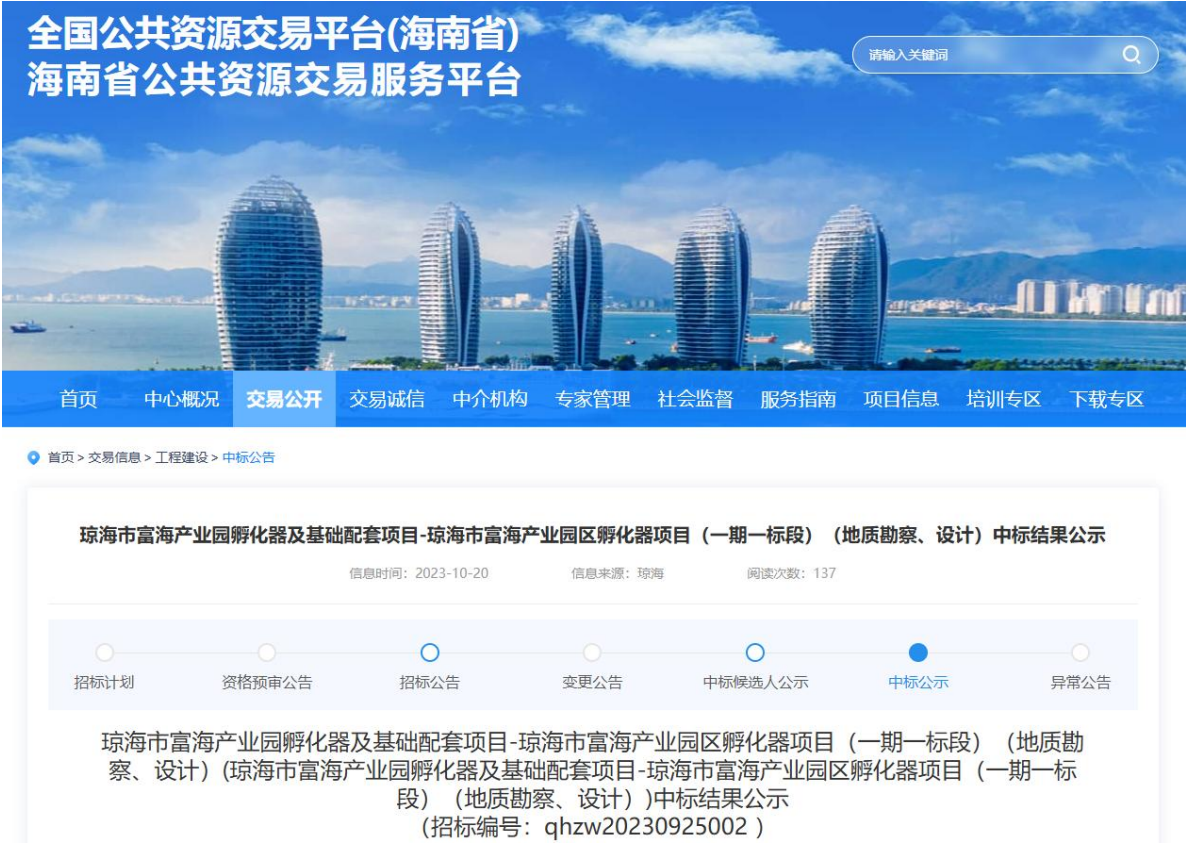 全国公共资源交易平台(海南省)
海南省公共资源交易服务平台
请输入关键词
首页 中心概况 交易公开 交易诚信 中介机构 专家管理 社会监督 服务指南 项目信息 培训专区 下载专区
首页 > 交易信息 > 工程建设 > 中标公告
琼海市富海产业园孵化器及基础配套项目-琼海市富海产业园区孵化器项目（一期一标段）（地质勘察、设计）中标结果公示
信息时间：2023-10-20 信息来源：琼海 阅读次数：137
招标计划 资格预审公告 招标公告 变更公告 中标候选人公示 中标公示 异常公告
琼海市富海产业园孵化器及基础配套项目-琼海市富海产业园区孵化器项目（一期一标段）（地质勘
察、设计）(琼海市富海产业园孵化器及基础配套项目-琼海市富海产业园区孵化器项目（一期一标
段）（地质勘察、设计）)中标结果公示
(招标编号：qhzw20230925002 )